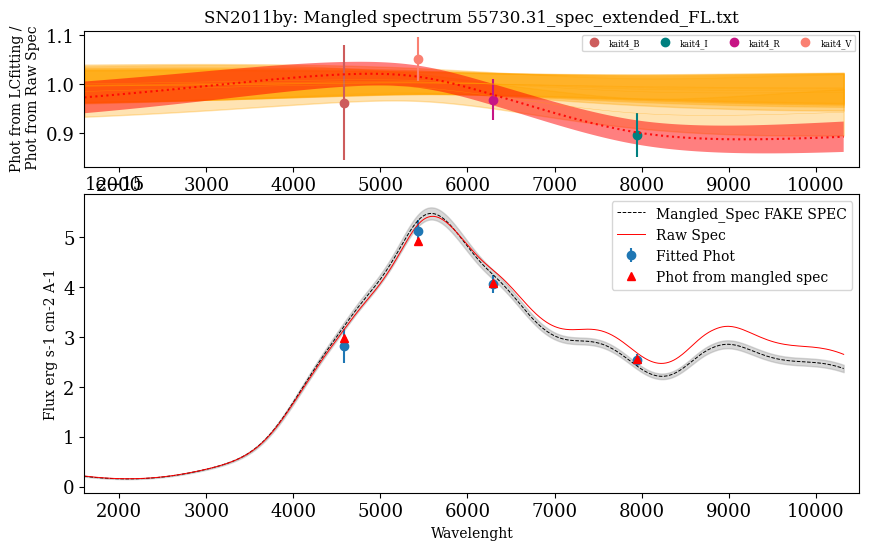 SN2011by: Mangled spectrum 55730.31_spec_extended_FL.txt
Phot from LCfitting /
Phot from Raw Spec
1.1
1.0
0.9
kait4_B kait4_I kait4_R kait4_V
2000 3000 4000 5000 6000 7000 8000 9000 10000
1e−15
Flux erg s-1 cm-2 A-1
5
4
3
2
1
0
Mangled_Spec FAKE SPEC
Raw Spec
Fitted Phot
Phot from mangled spec
2000 3000 4000 5000 6000 7000 8000 9000 10000
Wavelenght